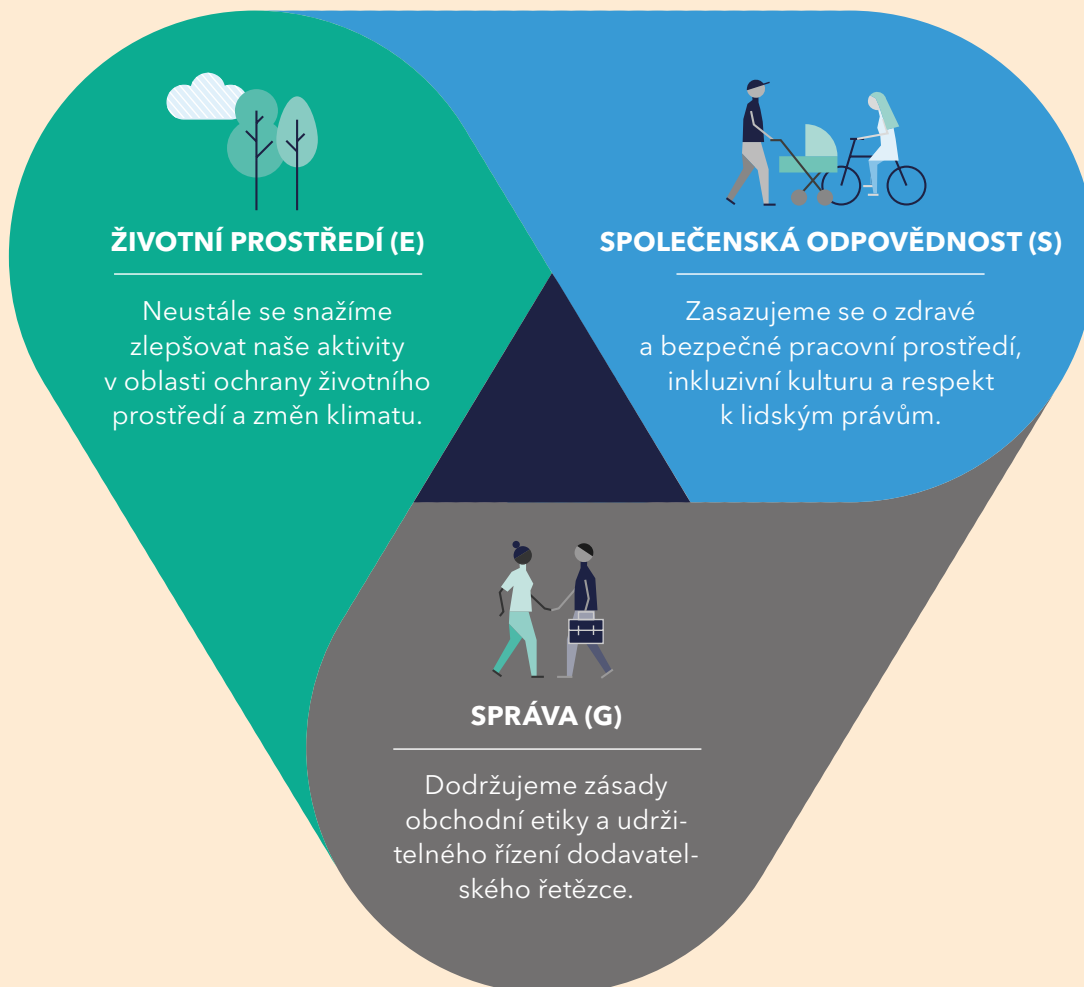 ŽIVOTNÍ PROSTŘEDÍ (E)
Neustále se snažíme
zlepšovat naše aktivity
v oblasti ochrany životního
prostředí a změn klimatu.
SPOLEČENSKÁ ODPOVĚDNOST (S)
Zasazujeme se o zdravé
a bezpečné pracovní prostředí,
inkluzivní kulturu a respekt
k lidským právům.
SPRÁVA (G)
Dodržujeme zásady
obchodní etiky a udrži-
telného řízení dodavatel-
ského řetězce.